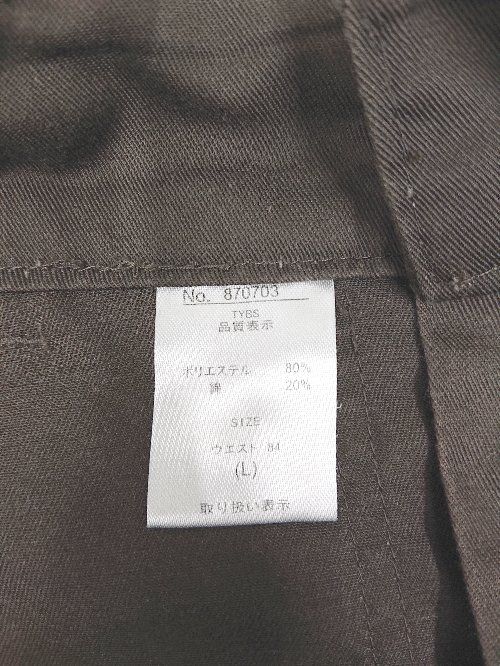 No. 870703
TYBS
品質表示
ポリエステル 80%
綿 20%
SIZE
ウエスト 84
(L)
取り扱い表示